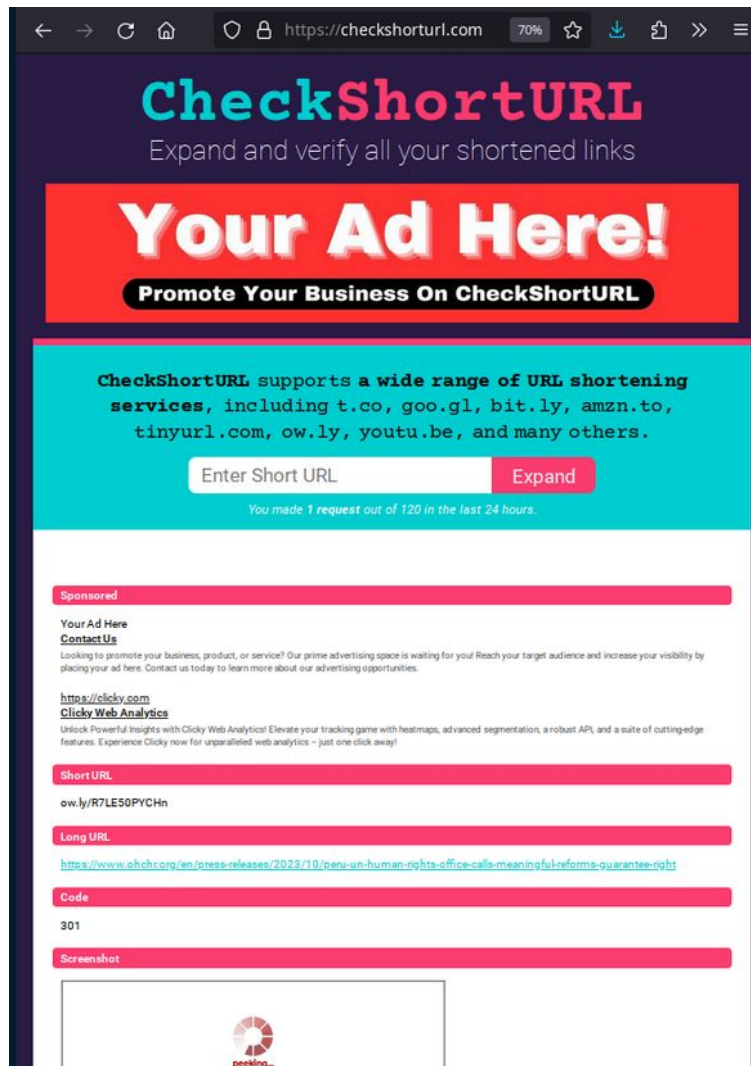 https://checkshorturl.com
70%
CheckShortURL
Expand and verify all your shortened links
Your Ad Here!
Promote Your Business On CheckShortURL
CheckShortURL supports a wide range of URL shortening
services, including t.co, goo.gl, bit.ly, amzn.to,
tinyurl.com, ow.ly, youtu.be, and many others.
Enter Short URL
Expand
You made 1 request out of 120 in the last 24 hours.
Sponsored
Your Ad Here
Contact Us
Looking to promote your business, product, or service? Our prime advertising space is waiting for you! Reach your target audience and increase your visibility by
placing your ad here. Contact us today to learn more about our advertising opportunities.
https://clicky.com
Clicky Web Analytics
Unlock Powerful Insights with Clicky Web Analytics! Elevate your tracking game with heatmaps, advanced segmentation, a robust API, and a suite of cutting-edge
features. Experience Clicky now for unparalleled web analytics – just one click away!
Short URL
ow.ly/R7LE50PYCHn
Long URL
https://www.ohchr.org/en/press-releases/2023/10/peru-un-human-rights-office-calls-meaningful-reforms-guarantee-right
Code
301
Screenshot
peeking...